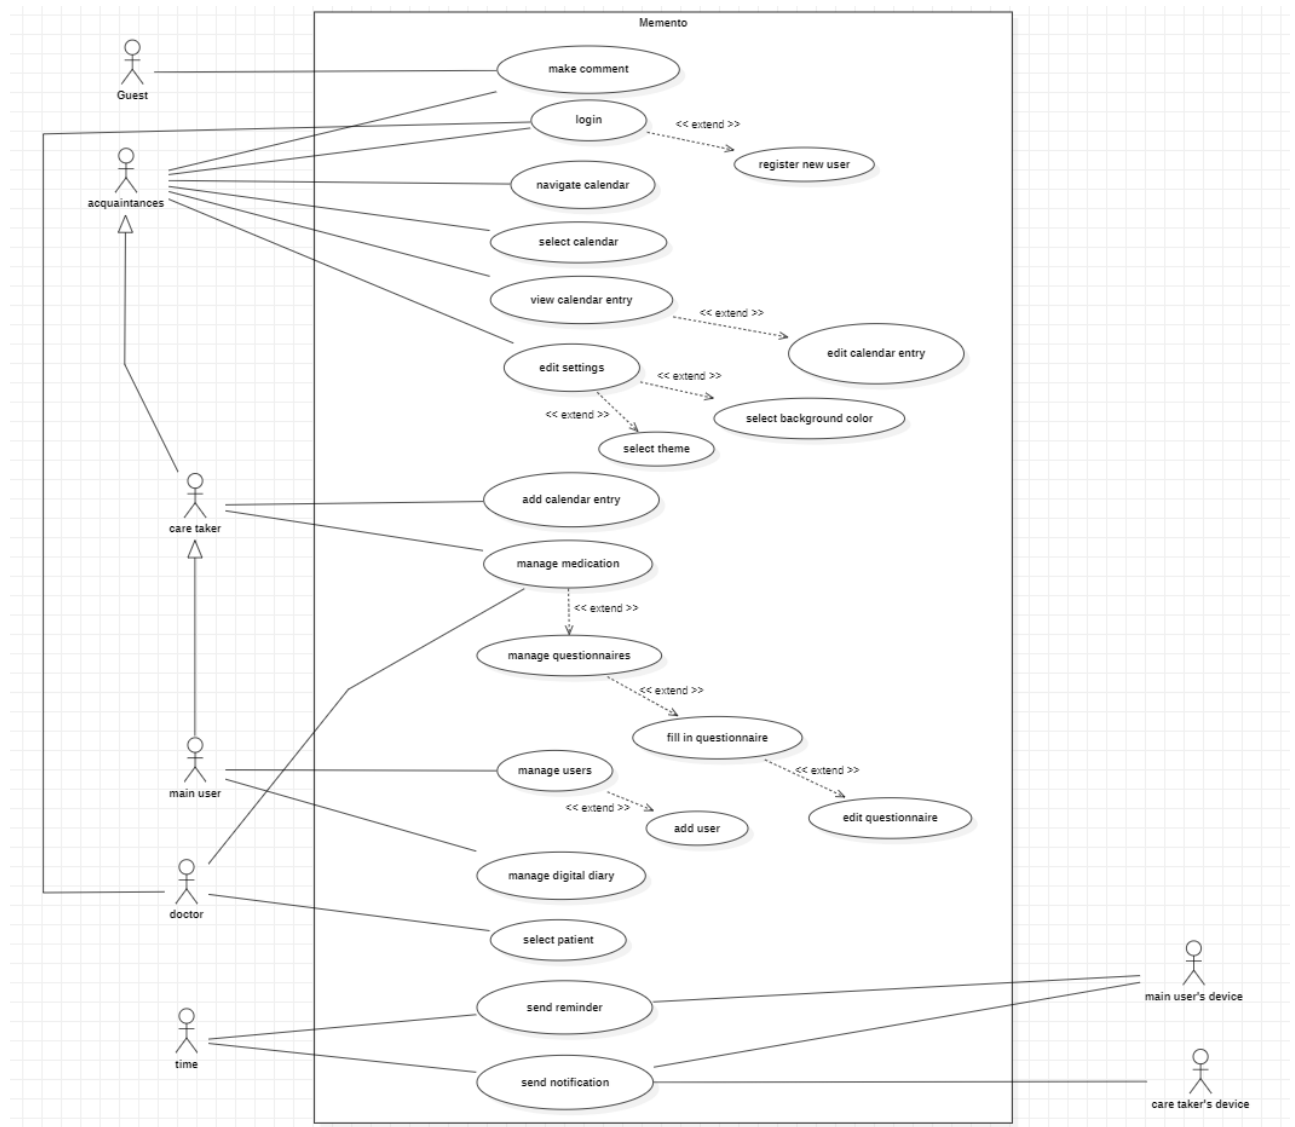 Memento
make comment
Guest
login
<< extend >>
register new user
acquaintances
navigate calendar
select calendar
view calendar entry
<< extend >>
edit calendar entry
edit settings
<< extend >>
select background color
<< extend >>
select theme
add calendar entry
care taker
manage medication
<< extend >>
manage questionnaires
<< extend >>
fill in questionnaire
<< extend >>
edit questionnaire
main user
manage users
<< extend >>
add user
manage digital diary
doctor
select patient
main user's device
send reminder
time
send notification
care taker's device